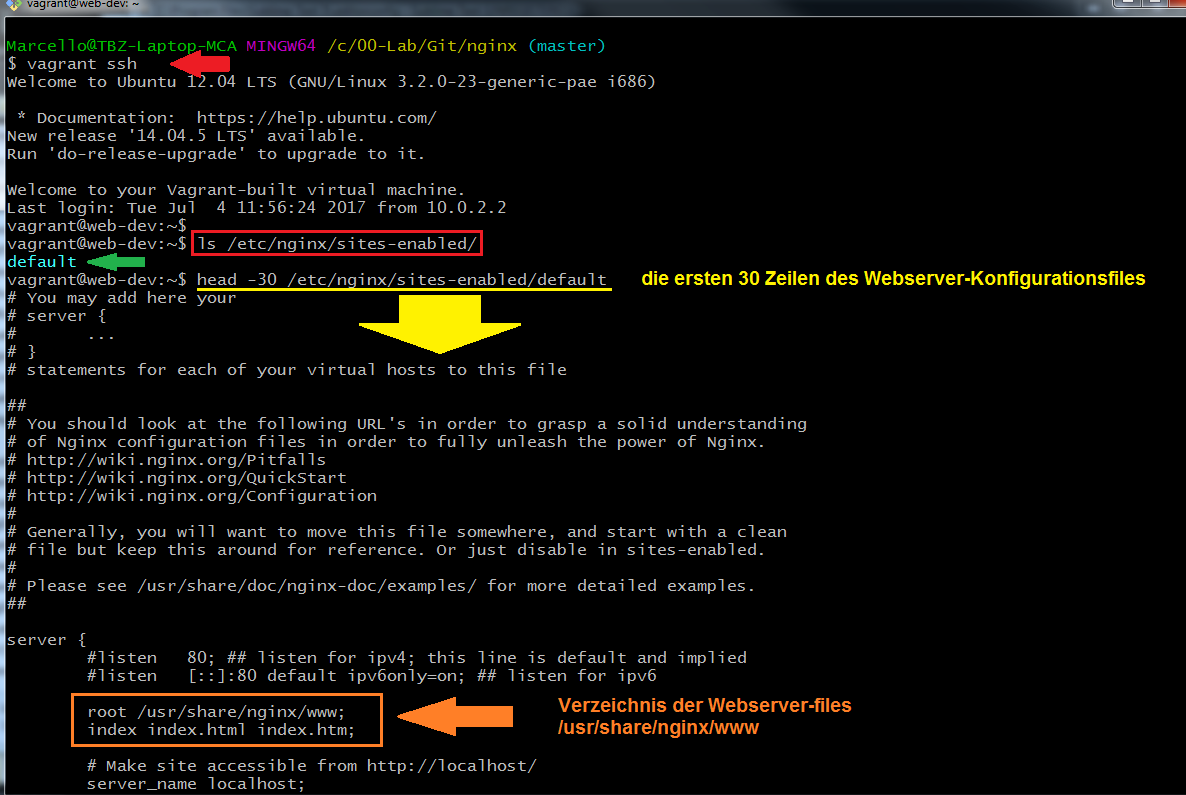 vagrant@web-dev: ~
Marcello@TBZ-Laptop-MCA MINGW64 /c/00-Lab/Git/nginx (master)
$ vagrant ssh
Welcome to Ubuntu 12.04 LTS (GNU/Linux 3.2.0-23-generic-pae i686)
 * Documentation:  https://help.ubuntu.com/
New release '14.04.5 LTS' available.
Run 'do-release-upgrade' to upgrade to it.
Welcome to your Vagrant-built virtual machine.
Last login: Tue Jul  4 11:56:24 2017 from 10.0.2.2
vagrant@web-dev:~$
vagrant@web-dev:~$ ls /etc/nginx/sites-enabled/
default
vagrant@web-dev:~$ head -30 /etc/nginx/sites-enabled/default die ersten 30 Zeilen des Webserver-Konfigurationsfiles
# You may add here your
# server {
#       ...
# }
# statements for each of your virtual hosts to this file
##
# You should look at the following URL's in order to grasp a solid understanding
# of Nginx configuration files in order to fully unleash the power of Nginx.
# http://wiki.nginx.org/Pitfalls
# http://wiki.nginx.org/QuickStart
# http://wiki.nginx.org/Configuration
#
# Generally, you will want to move this file somewhere, and start with a clean
# file but keep this around for reference. Or just disable in sites-enabled.
#
# Please see /usr/share/doc/nginx-doc/examples/ for more detailed examples.
##
server {
        #listen   80; ## listen for ipv4; this line is default and implied
        #listen   [::]:80 default ipv6only=on; ## listen for ipv6
        root /usr/share/nginx/www;
        index index.html index.htm;
Verzeichnis der Webserver-files
/usr/share/nginx/www
        # Make site accessible from http://localhost/
        server_name localhost;